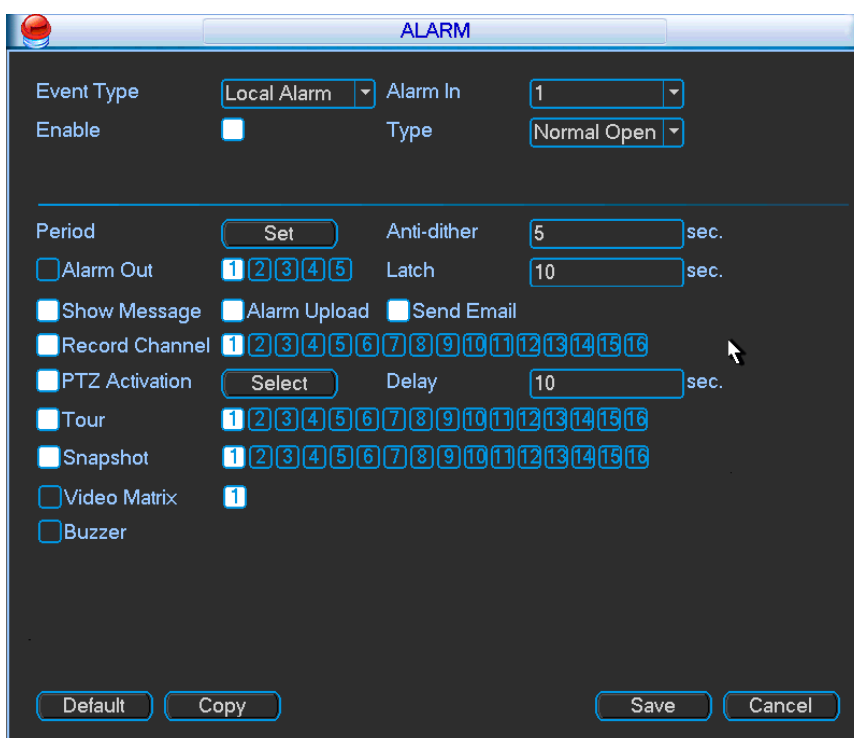 ALARM
Event Type Local Alarm Alarm In 1
Enable Type Normal Open
Period Set Anti-dither 5 sec.
Alarm Out 1 2 3 4 5 Latch 10 sec.
Show Message Alarm Upload Send Email
Record Channel 1 2 3 4 5 6 7 8 9 10 11 12 13 14 15 16
PTZ Activation Select Delay 10 sec.
Tour 1 2 3 4 5 6 7 8 9 10 11 12 13 14 15 16
Snapshot 1 2 3 4 5 6 7 8 9 10 11 12 13 14 15 16
Video Matrix 1
Buzzer
Default Copy Save Cancel